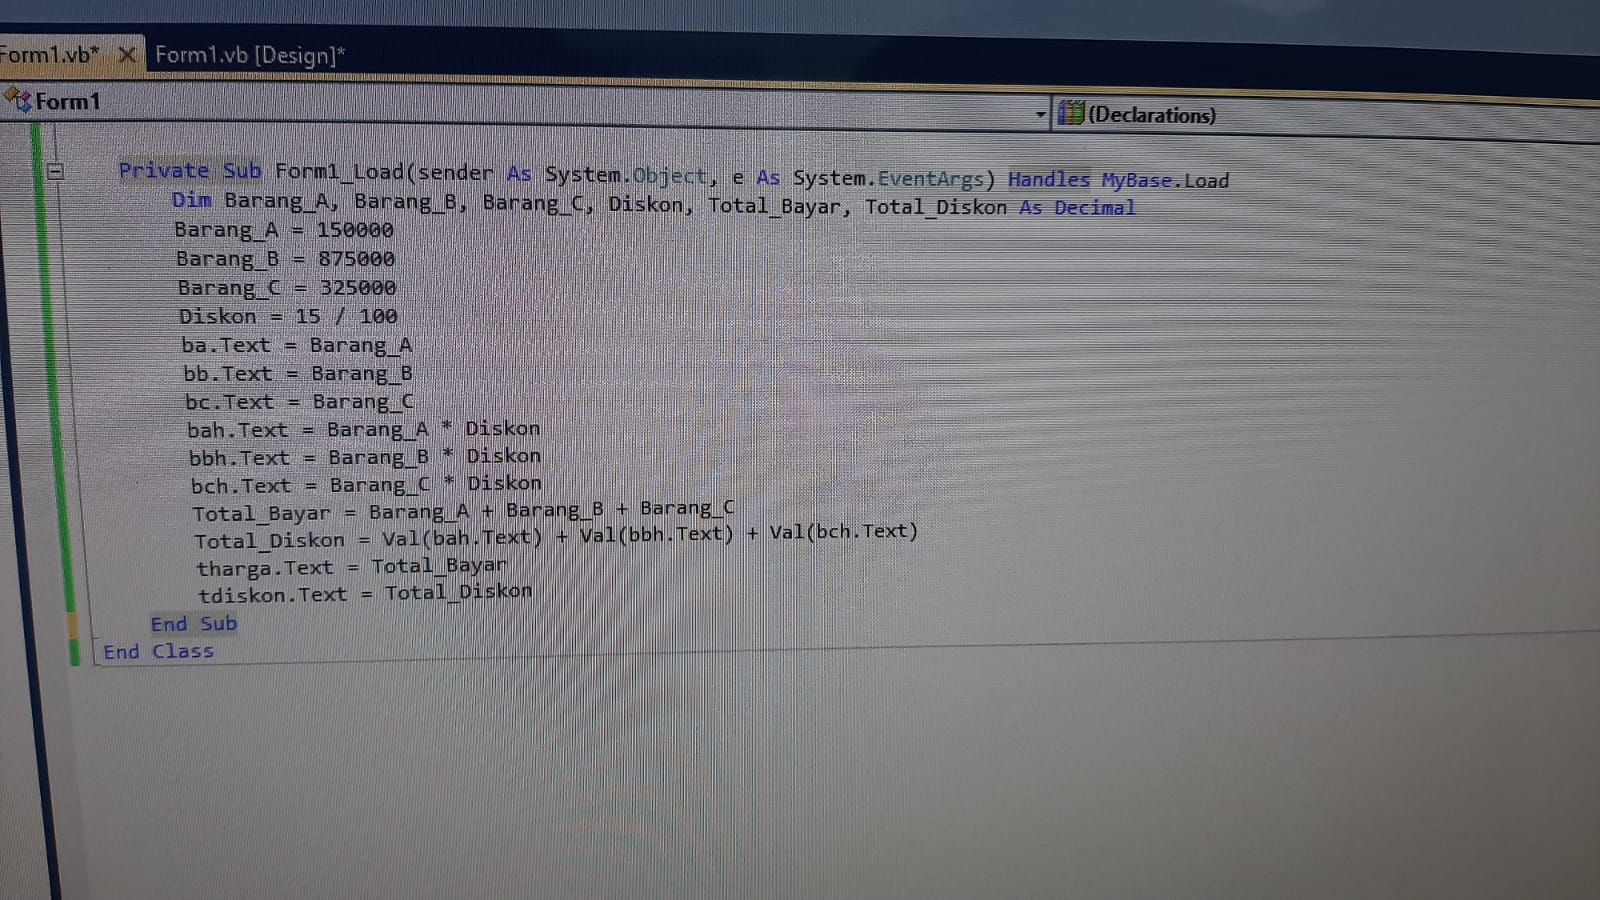 Form1.vb* X Form1.vb [Design]*
Form1 (Declarations)
Private Sub Form1_Load(sender As System.Object, e As System.EventArgs) Handles MyBase.Load
Dim Barang_A, Barang_B, Barang_C, Diskon, Total_Bayar, Total_Diskon As Decimal
Barang_A = 150000
Barang_B = 875000
Barang_C = 325000
Diskon = 15 / 100
ba.Text = Barang_A
bb.Text = Barang_B
bc.Text = Barang_C
bah.Text = Barang_A * Diskon
bbh.Text = Barang_B * Diskon
bch.Text = Barang_C * Diskon
Total_Bayar = Barang_A + Barang_B + Barang_C
Total_Diskon = Val(bah.Text) + Val(bbh.Text) + Val(bch.Text)
tharga.Text = Total_Bayar
tdiskon.Text = Total_Diskon
End Sub
End Class